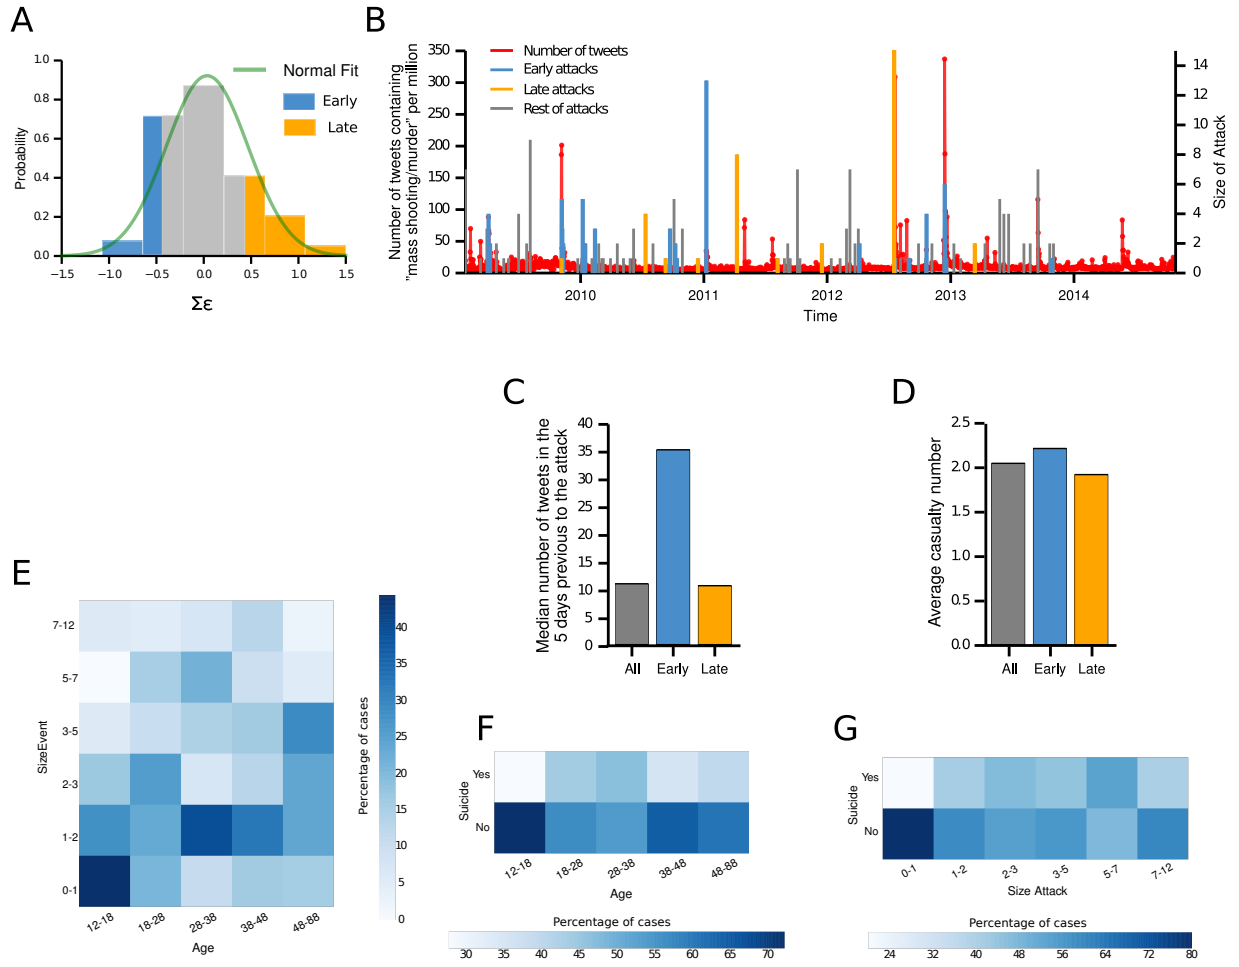 A
1.0
0.8
0.6
0.4
0.2
0.0
Probability
−1.5
−1.0
−0.5
0.0
0.5
1.0
1.5
Σε
Normal Fit
Early
Late
B
Number of tweets containing
"mass shooting/murder" per million
350
300
250
200
150
100
50
0
Number of tweets
Early attacks
Late attacks
Rest of attacks
14
12
10
8
6
4
2
0
Size of Attack
2010
2011
2012
2013
2014
Time
C
Median number of tweets in the
5 days previous to the attack
40
35
30
25
20
15
10
5
0
All
Early
Late
D
Average casualty number
2.5
2.0
1.5
1.0
0.5
0.0
All
Early
Late
E
SizeEvent
7-12
5-7
3-5
2-3
1-2
0-1
12-18
18-28
28-38
38-48
48-88
Age
Percentage of cases
40
35
30
25
20
15
10
5
0
F
Suicide
Yes
No
12-18
18-28
28-38
38-48
48-88
Age
Percentage of cases
30
35
40
45
50
55
60
65
70
G
Suicide
Yes
No
0-1
1-2
2-3
3-5
5-7
7-12
Size Attack
Percentage of cases
24
32
40
48
56
64
72
80